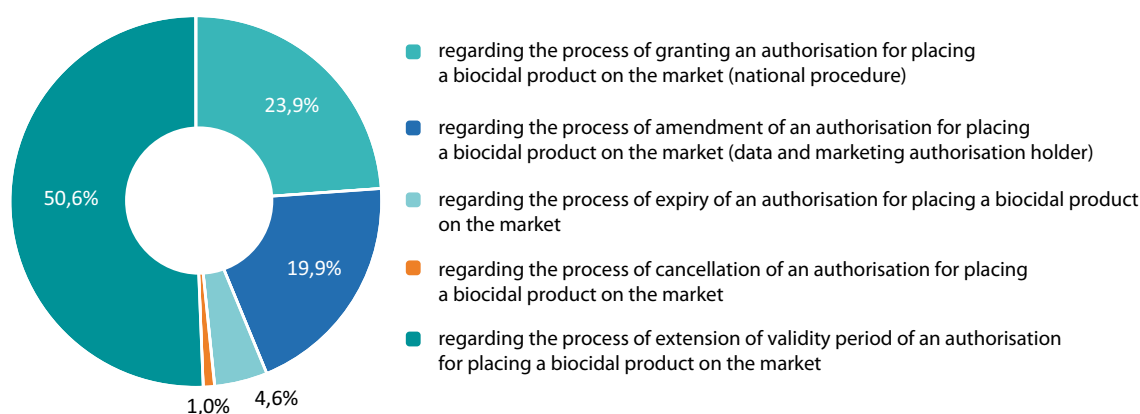 23,9%
19,9%
4,6%
1,0%
50,6%
regarding the process of granting an authorisation for placing
a biocidal product on the market (national procedure)
regarding the process of amendment of an authorisation for placing
a biocidal product on the market (data and marketing authorisation holder)
regarding the process of expiry of an authorisation for placing a biocidal product
on the market
regarding the process of cancellation of an authorisation for placing
a biocidal product on the market
regarding the process of extension of validity period of an authorisation
for placing a biocidal product on the market